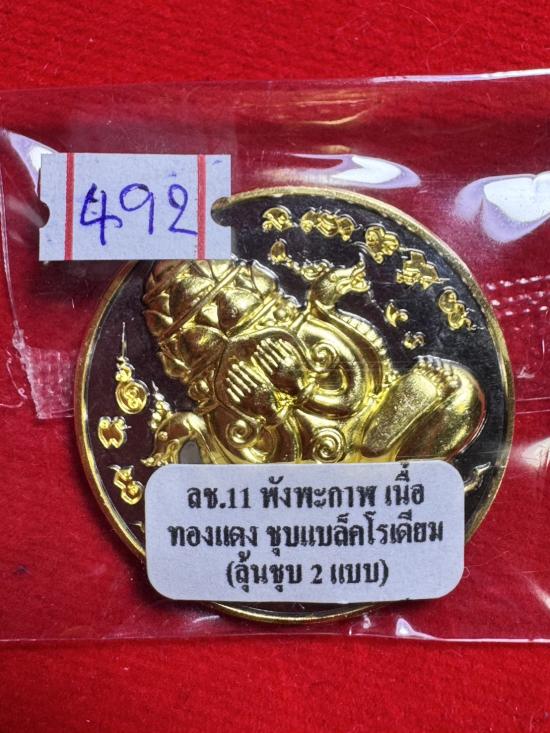 492
ลช.11 พังพะกาฬ เนื้อ
ทองแดง ชุบแบล็คโรเดียม
(ลุ้นชุบ 2 แบบ)